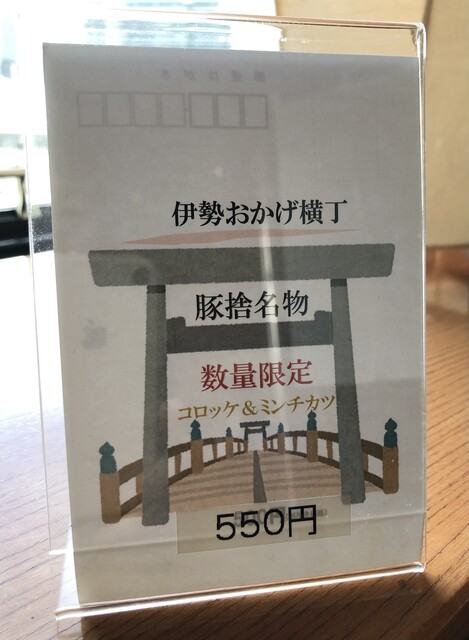 伊勢おかげ横丁
豚捨名物
数量限定
コロッケ&ミンチカツ
550円